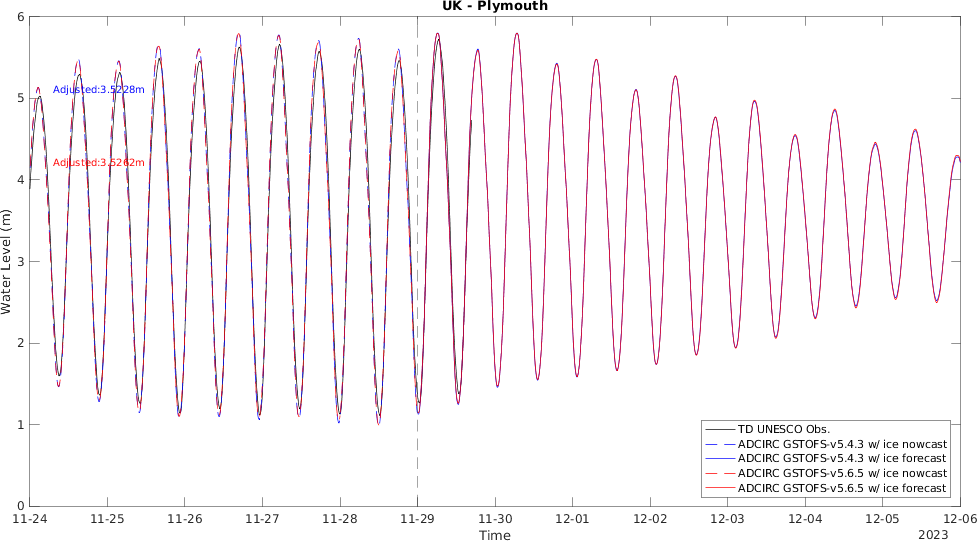 UK - Plymouth
6
5
4
3
2
1
0
Water Level (m)
Adjusted:3.5228m
Adjusted:3.5262m
TD UNESCO Obs.
ADCIRC GSTOFS-v5.4.3 w/ ice nowcast
ADCIRC GSTOFS-v5.4.3 w/ ice forecast
ADCIRC GSTOFS-v5.6.5 w/ ice nowcast
ADCIRC GSTOFS-v5.6.5 w/ ice forecast
11-24 11-25 11-26 11-27 11-28 11-29 11-30 12-01 12-02 12-03 12-04 12-05 12-06
Time
2023